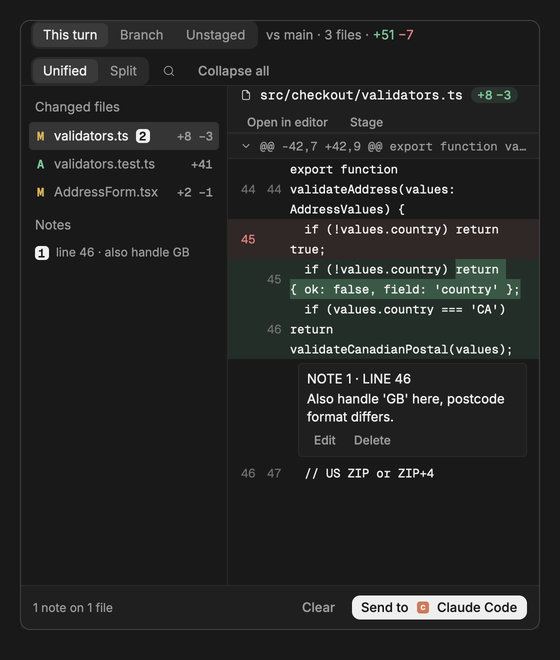 This turn Branch Unstaged vs main · 3 files · +51 −7
Unified Split Collapse all
Changed files
M validators.ts 2 +8 −3
A validators.test.ts +41
M AddressForm.tsx +2 −1
Notes
1 line 46 · also handle GB
src/checkout/validators.ts +8 −3
Open in editor Stage
@@ -42,7 +42,9 @@ export function va…
export function
44 44 validateAddress(values:
AddressValues) {
45 if (!values.country) return
true;
45 if (!values.country) return
{ ok: false, field: 'country' };
if (values.country === 'CA')
46 return
validateCanadianPostal(values);
NOTE 1 · LINE 46
Also handle 'GB' here, postcode
format differs.
Edit Delete
46 47 // US ZIP or ZIP+4
1 note on 1 file
Clear Send to C Claude Code